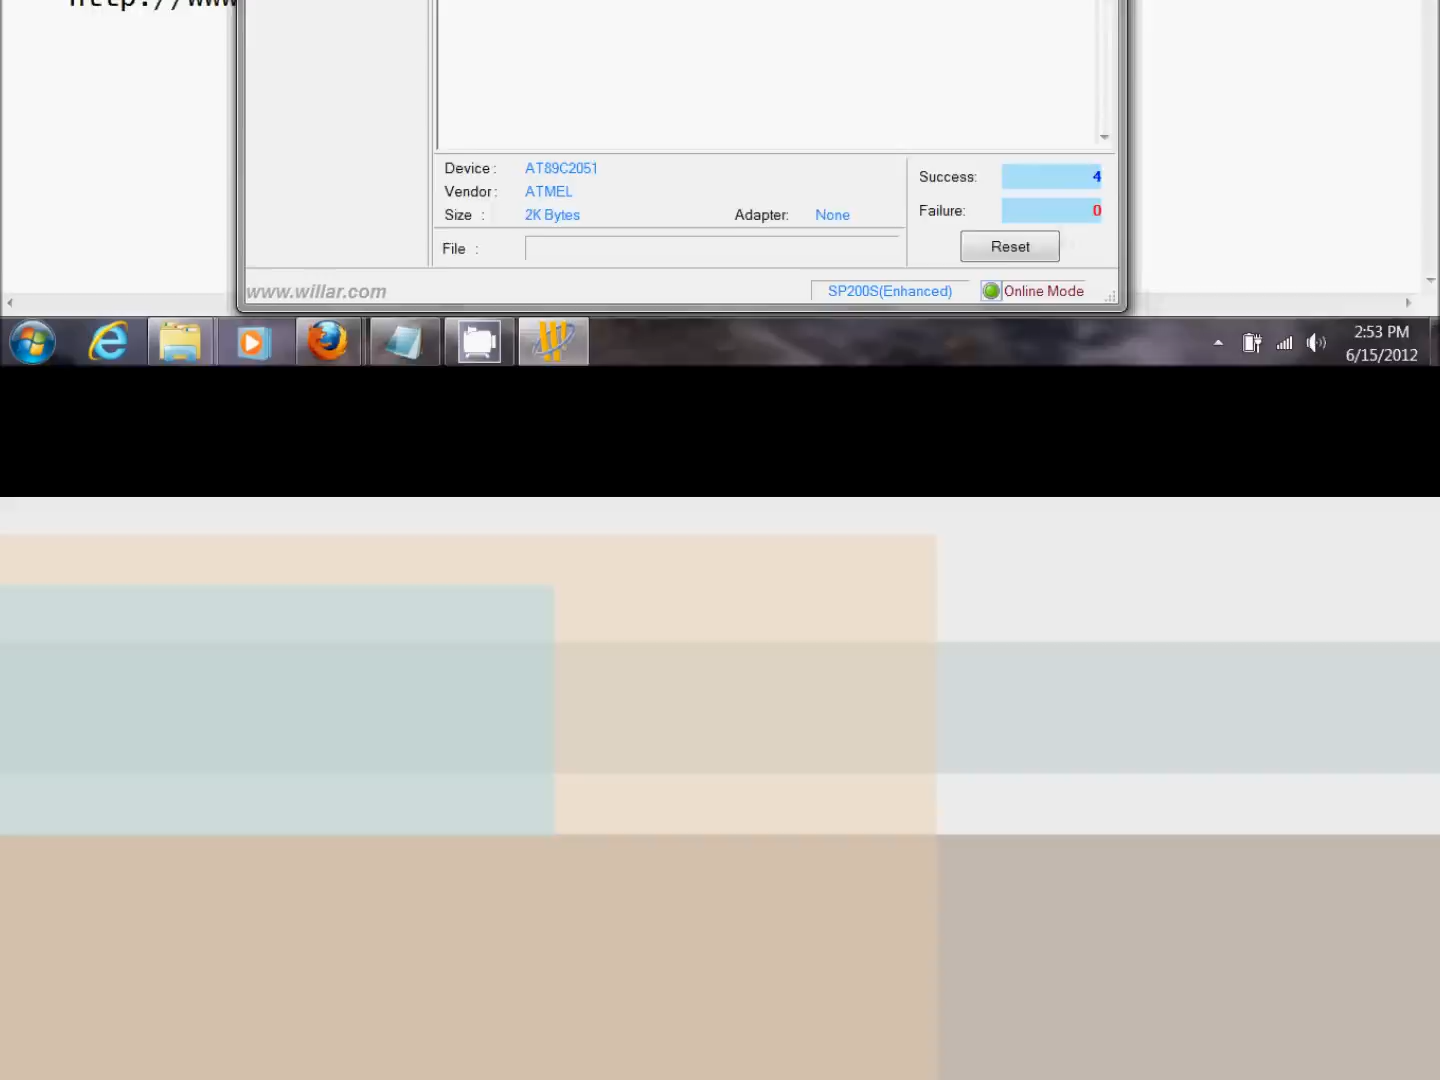 Device : AT89C2051
Vendor : ATMEL
Size : 2K Bytes Adapter: None
File :
Success: 4
Failure: 0
Reset
www.willar.com SP200S(Enhanced) Online Mode
2:53 PM
6/15/2012